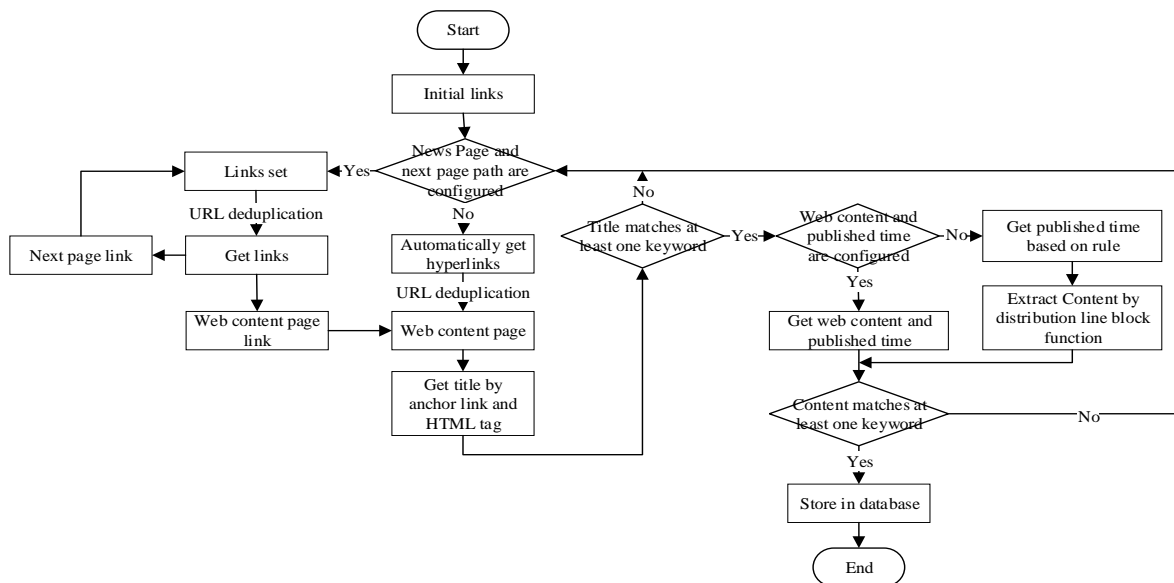 Start
Initial links
News Page and
next page path are
configured
Yes
Links set
No
URL deduplication
Get links
Next page link
Web content page
link
Automatically get
hyperlinks
URL deduplication
Web content page
Get title by
anchor link and
HTML tag
No
Title matches at
least one keyword
Yes
Web content and
published time
are configured
No
Get published time
based on rule
Extract Content by
distribution line block
function
Yes
Get web content and
published time
Content matches at
least one keyword
No
Yes
Store in database
End